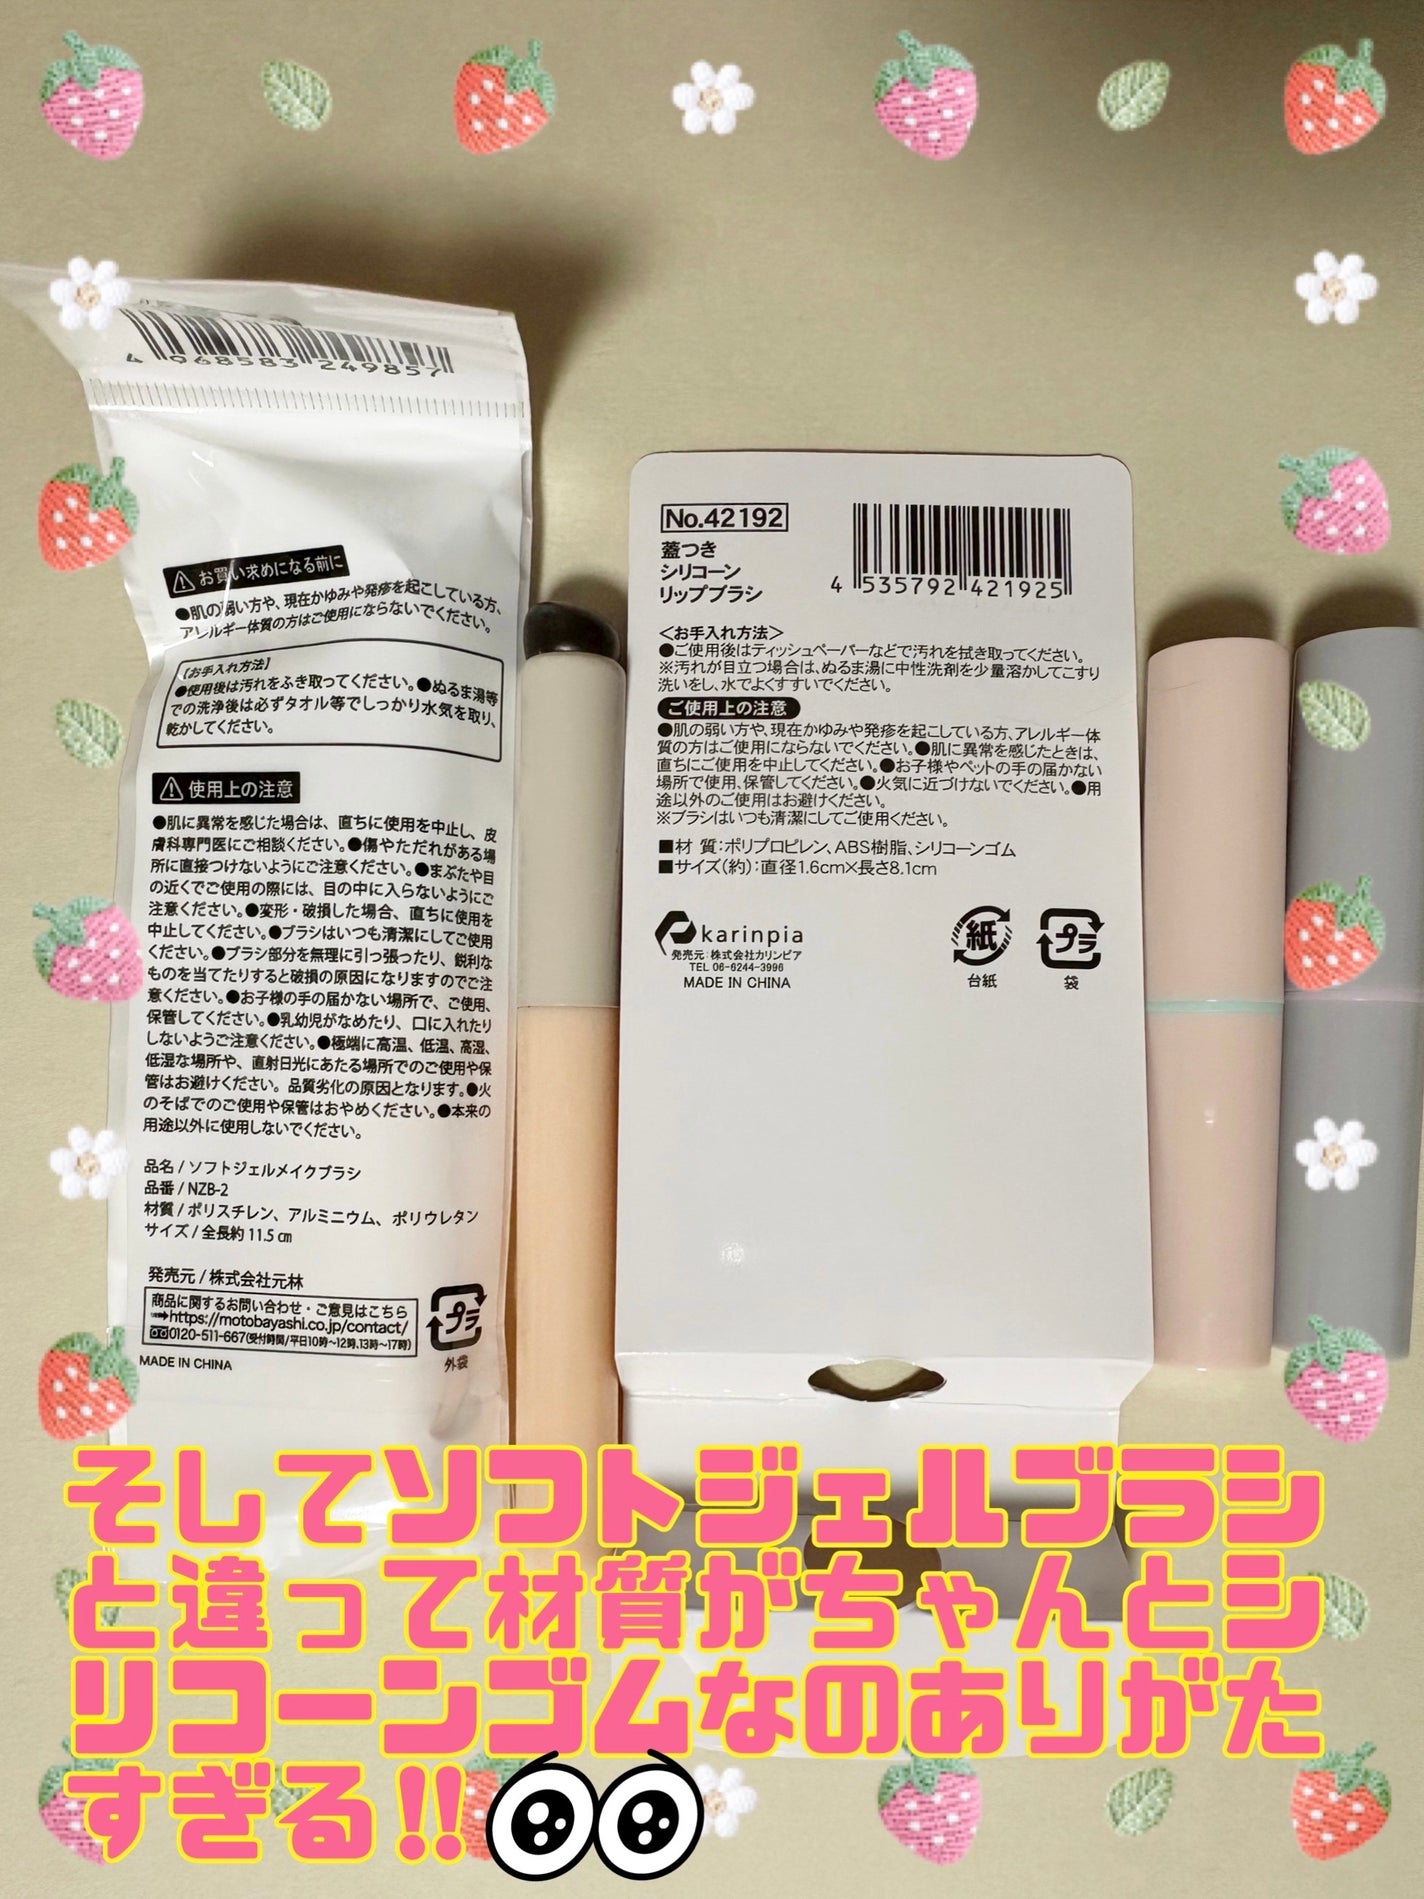 4 968583 249857
お買い求めになる前に
●肌の弱い方や、現在かゆみや発疹を起こしている方、
アレルギー体質の方はご使用にならないでください。
【お手入れ方法】
●使用後は汚れをふき取ってください。●ぬるま湯等
での洗浄後は必ずタオル等でしっかり水気を取り、
乾かしてください。
使用上の注意
●肌に異常を感じた場合は、直ちに使用を中止し、皮
膚科専門医にご相談ください。●傷やただれがある場
所に直接つけないようにご注意ください。●まぶたや目
の近くでご使用の際には、目の中に入らないようにご
注意ください。●変形・破損した場合、直ちに使用を
中止してください。●ブラシはいつも清潔にしてご使用
ください。●ブラシ部分を無理に引っ張ったり、鋭利な
ものを当てたりすると破損の原因になりますのでご注
意ください。●お子様の手の届かない場所で、ご使用、
保管してください。●乳幼児がなめたり、口に入れたり
しないようご注意ください。●極端に高温、低温、高湿、
低湿な場所や、直射日光にあたる場所でのご使用や保
管はお避けください。品質劣化の原因となります。●火
のそばでのご使用や保管はおやめください。●本来の
用途以外に使用しないでください。
品名/ソフトジェルメイクブラシ
品番/NZB-2
材質/ポリスチレン、アルミニウム、ポリウレタン
サイズ/全長約11.5㎝
発売元/株式会社元林
商品に関するお問い合わせ・ご意見はこちら
➡https://motobayashi.co.jp/contact/
0120-511-667(受付時間/平日10時〜12時、13時〜17時)
プラ
外袋
MADE IN CHINA
No.42192
蓋つき
シリコーン
リップブラシ
4 535792 421925
<お手入れ方法>
●ご使用後はティッシュペーパーなどで汚れを拭き取ってください。
※汚れが目立つ場合は、ぬるま湯に中性洗剤を少量溶かしてこすり
洗いをし、水でよくすすいでください。
ご使用上の注意
●肌の弱い方や、現在かゆみや発疹を起こしている方、アレルギー体
質の方はご使用にならないでください。●肌に異常を感じたときは、
直ちにご使用を中止してください。●お子様やペットの手の届かない
場所で使用、保管してください。●火気に近づけないでください。●用
途以外のご使用はお避けください。
※ブラシはいつも清潔にしてご使用ください。
■材 質:ポリプロピレン、ABS樹脂、シリコーンゴム
■サイズ(約):直径1.6cm×長さ8.1cm
karinpia
発売元:株式会社カリンピア
TEL 06-6244-3996
MADE IN CHINA
紙
台紙
プラ
袋
そしてソフトジェルブラシ
と違って材質がちゃんとシ
リコーンゴムなのありがた
すぎる!!